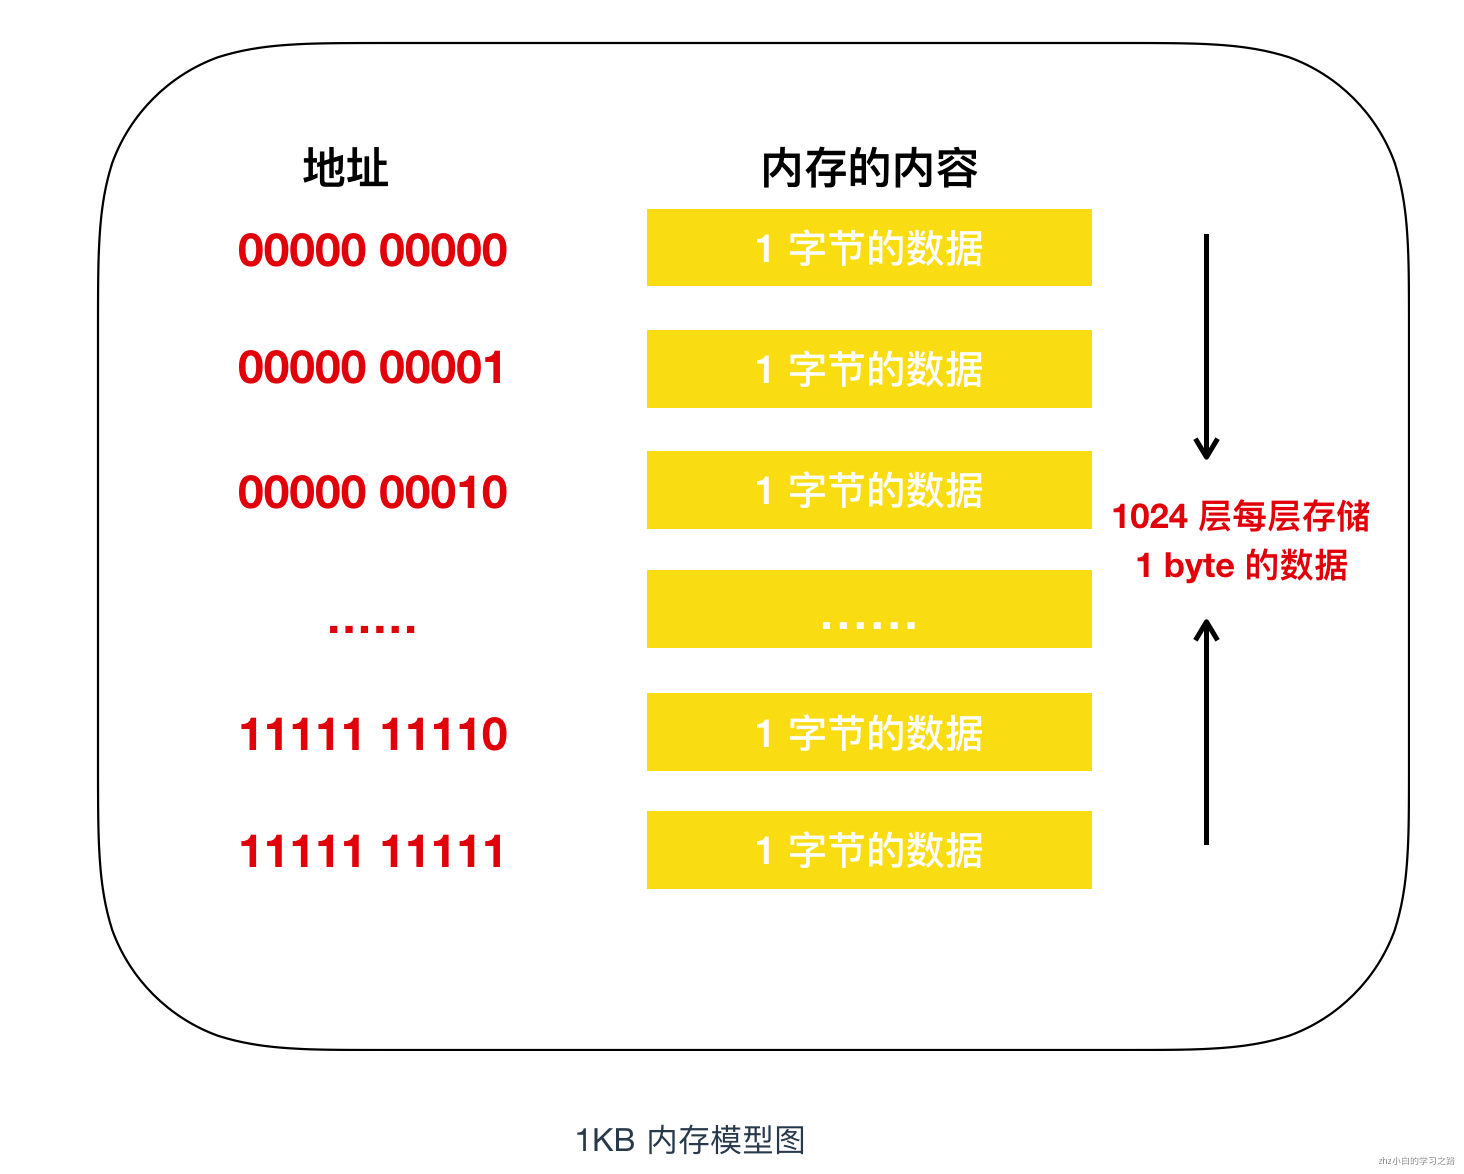 地址 内存的内容
00000 00000 1 字节的数据
00000 00001 1 字节的数据
00000 00010 1 字节的数据
1024 层每层存储
1 byte 的数据
...... ......
11111 11110 1 字节的数据
11111 11111 1 字节的数据
1KB 内存模型图
zhz小白的学习之路